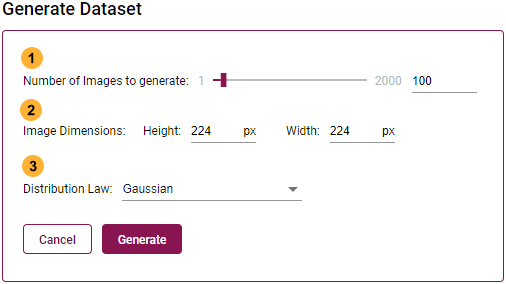 Generate Dataset
1
Number of Images to generate: 1 2000 100
2
Image Dimensions: Height: 224 px Width: 224 px
3
Distribution Law: Gaussian
Cancel Generate